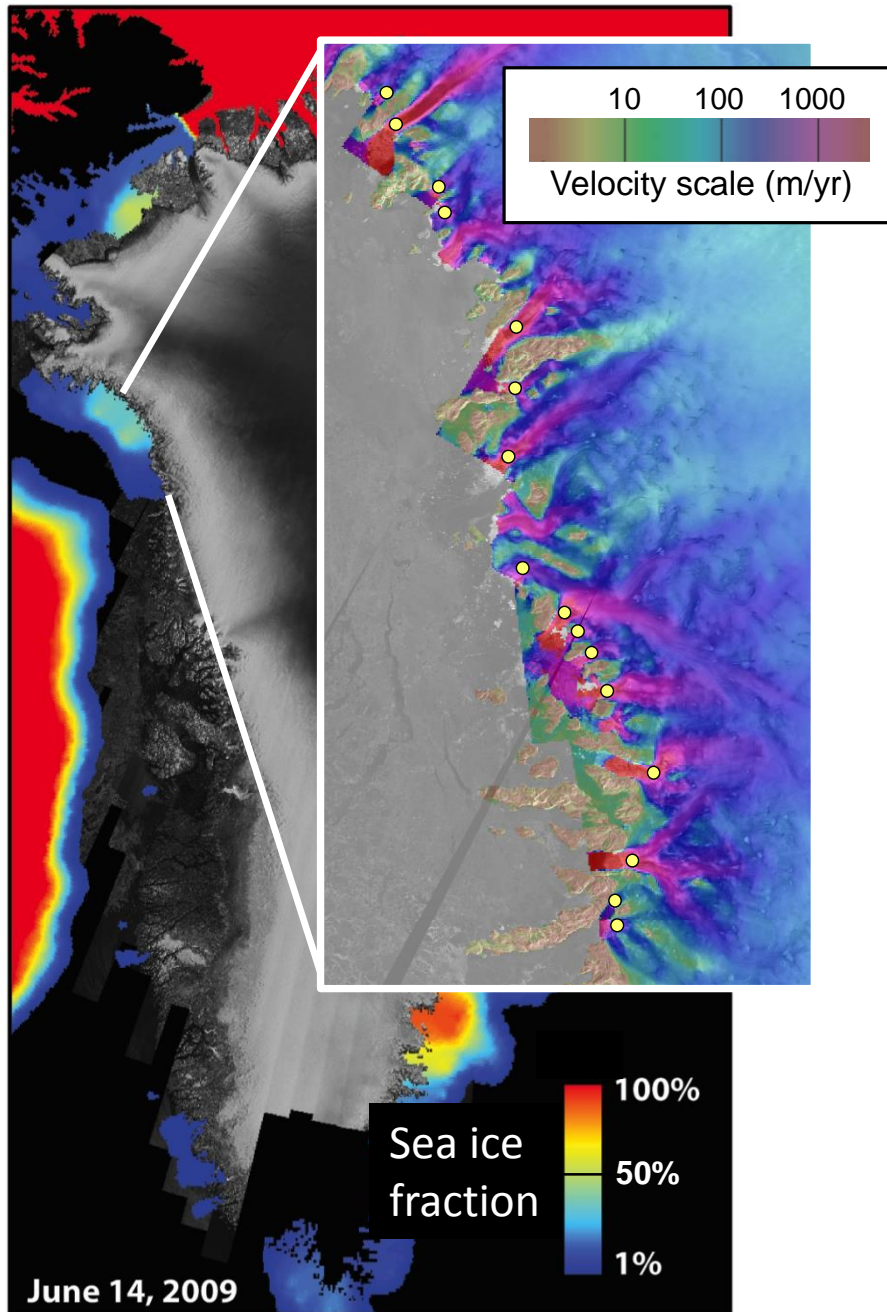 10 100 1000
Velocity scale (m/yr)
100%
Sea ice
fraction
50%
1%
June 14, 2009